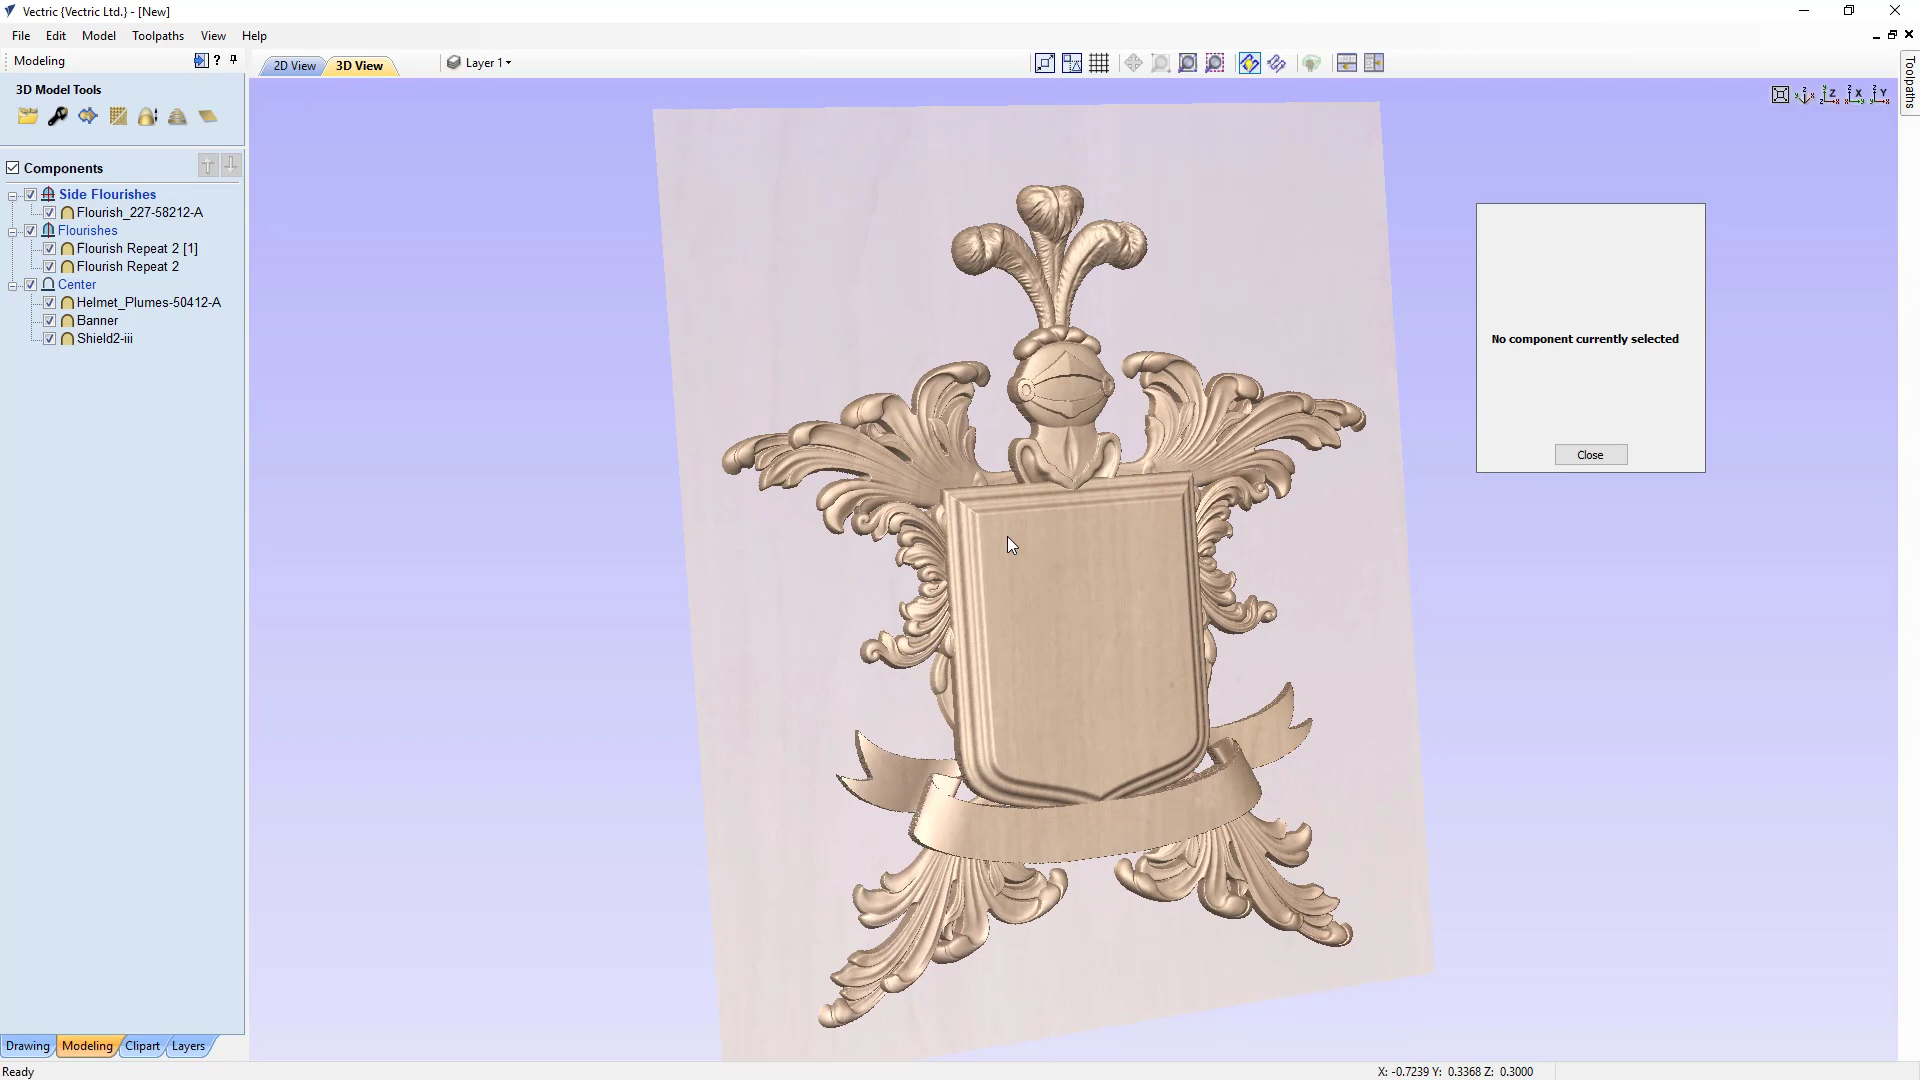 Vectric {Vectric Ltd.} - [New]
File Edit Model Toolpaths View Help
Modeling ?
2D View 3D View Layer 1
3D Model Tools
Toolpaths
Z X Y
Components
Side Flourishes
Flourish_227-58212-A
Flourishes
Flourish Repeat 2 [1]
Flourish Repeat 2
Center
Helmet_Plumes-50412-A
Banner
Shield2-iii
No component currently selected
Close
Drawing Modeling Clipart Layers
Ready X: -0.7239 Y: 0.3368 Z: 0.3000